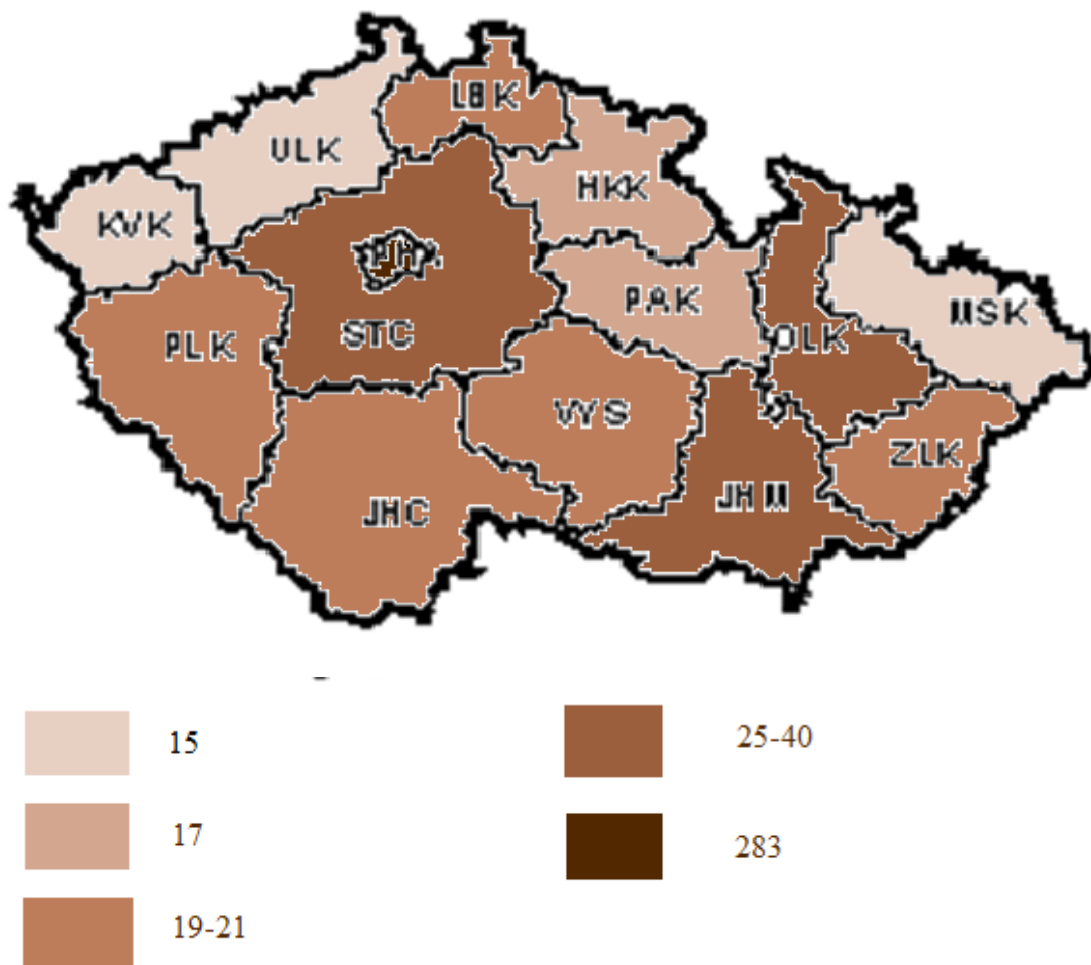 LBK
ULK
HKK
KVK
PAK
MSK
STC
OLK
PLK
VYS
ZLK
JHM
JHC
15
25-40
17
283
19-21